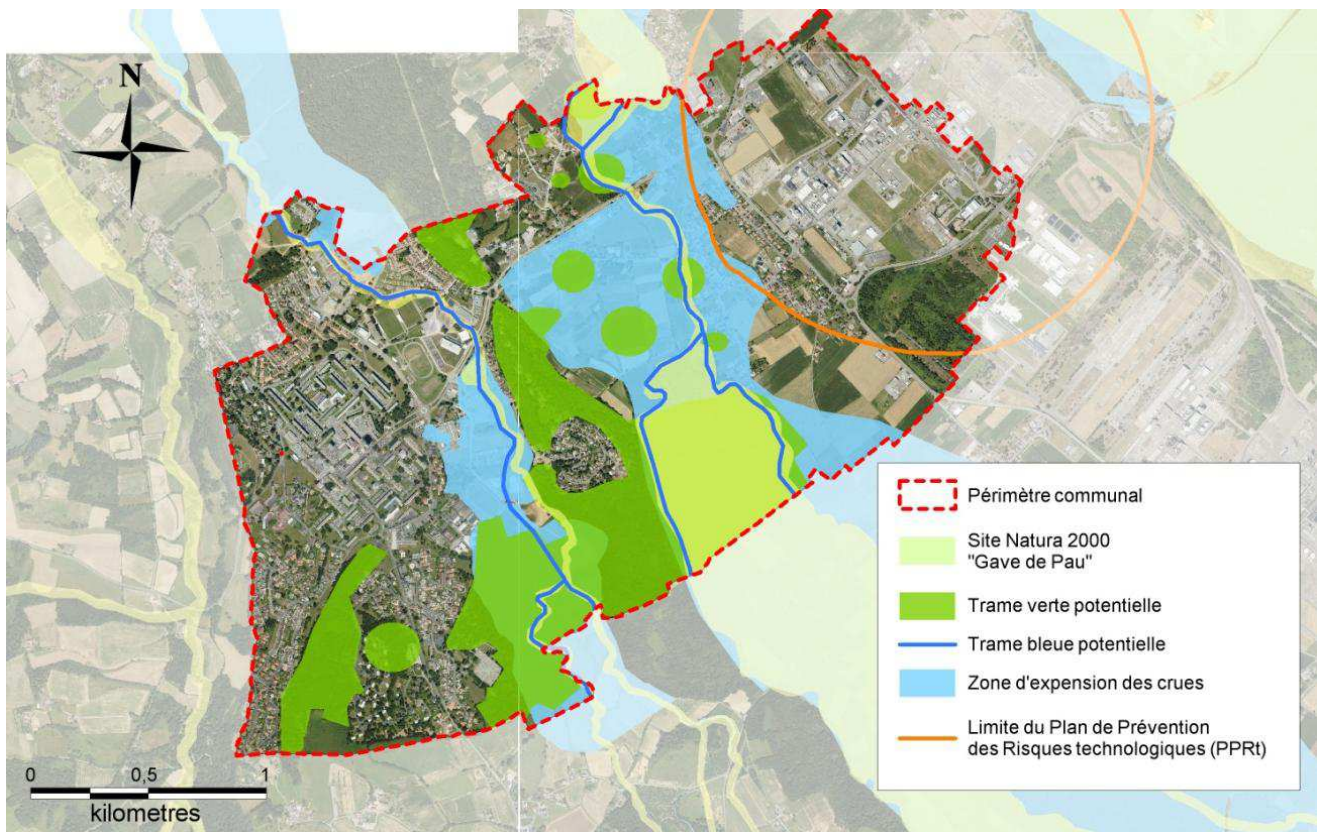 N
Périmètre communal
Site Natura 2000
"Gave de Pau"
Trame verte potentielle
Trame bleue potentielle
Zone d'expension des crues
Limite du Plan de Prévention
des Risques technologiques (PPRt)
0 0,5 1
kilometres